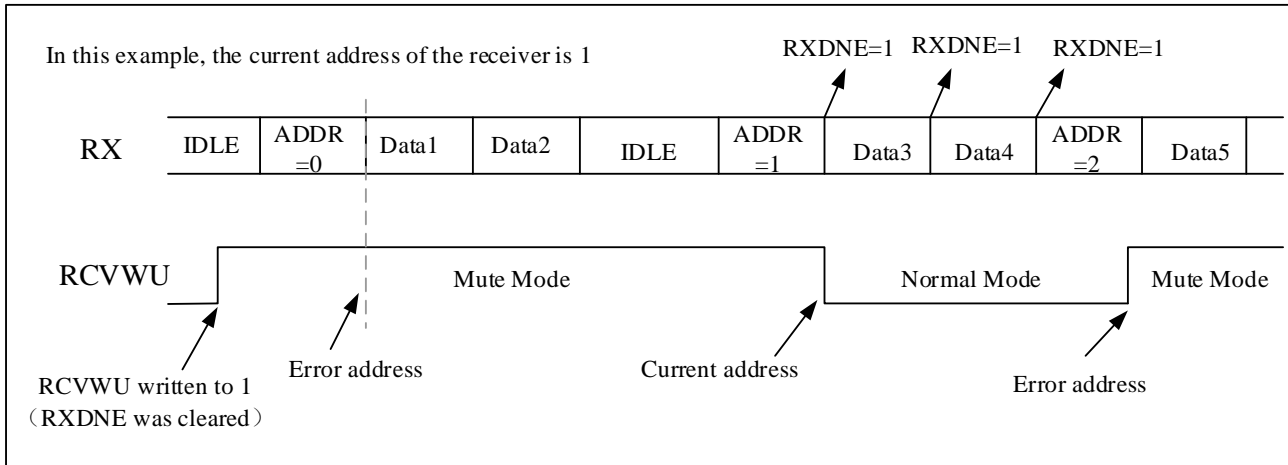 In this example, the current address of the receiver is 1
RXDNE=1
RXDNE=1
RXDNE=1
RX
IDLE
ADDR
=0
Data1
Data2
IDLE
ADDR
=1
Data3
Data4
ADDR
=2
Data5
RCVWU
Mute Mode
Normal Mode
Mute Mode
RCVWU written to 1
（RXDNE was cleared）
Error address
Current address
Error address